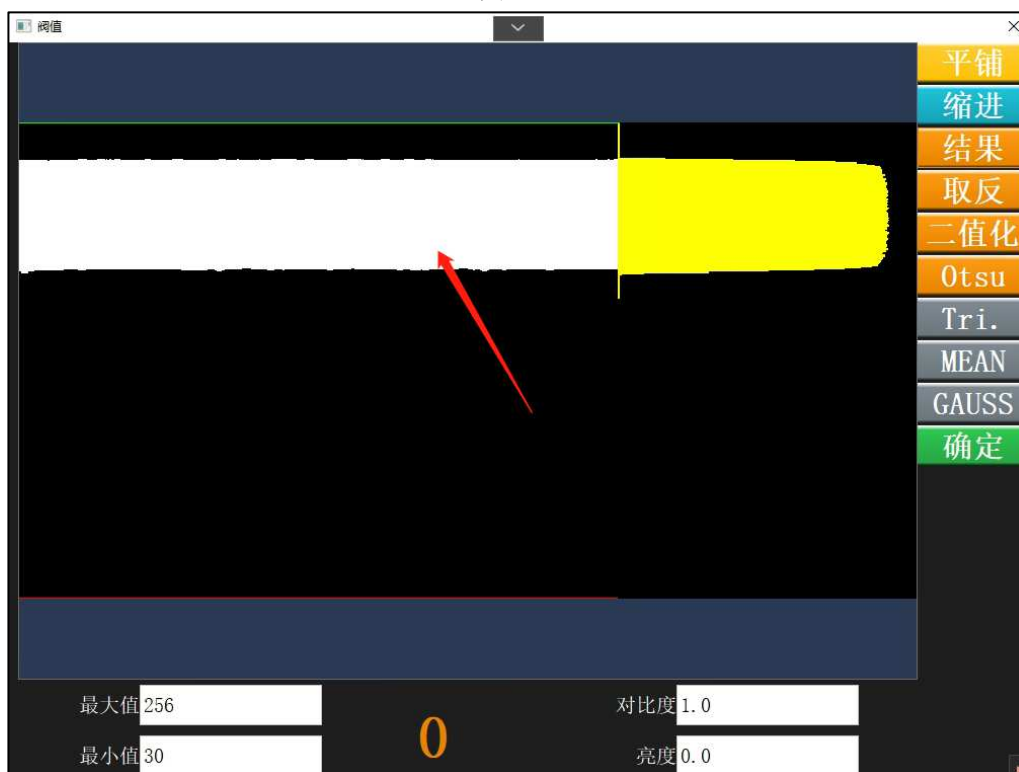 阀值
平铺
缩进
结果
取反
二值化
Otsu
Tri.
MEAN
GAUSS
确定
最大值 256
对比度 1.0
0
最小值 30
亮度 0.0